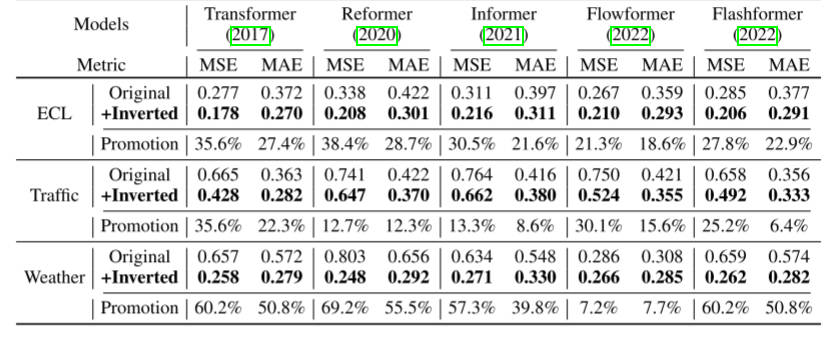 Models Transformer Reformer Informer Flowformer Flashformer
(2017) (2020) (2021) (2022) (2022)
Metric MSE MAE MSE MAE MSE MAE MSE MAE MSE MAE
Original 0.277 0.372 0.338 0.422 0.311 0.397 0.267 0.359 0.285 0.377
ECL +Inverted 0.178 0.270 0.208 0.301 0.216 0.311 0.210 0.293 0.206 0.291
Promotion 35.6% 27.4% 38.4% 28.7% 30.5% 21.6% 21.3% 18.6% 27.8% 22.9%
Original 0.665 0.363 0.741 0.422 0.764 0.416 0.750 0.421 0.658 0.356
Traffic +Inverted 0.428 0.282 0.647 0.370 0.662 0.380 0.524 0.355 0.492 0.333
Promotion 35.6% 22.3% 12.7% 12.3% 13.3% 8.6% 30.1% 15.6% 25.2% 6.4%
Original 0.657 0.572 0.803 0.656 0.634 0.548 0.286 0.308 0.659 0.574
Weather +Inverted 0.258 0.279 0.248 0.292 0.271 0.330 0.266 0.285 0.262 0.282
Promotion 60.2% 50.8% 69.2% 55.5% 57.3% 39.8% 7.2% 7.7% 60.2% 50.8%